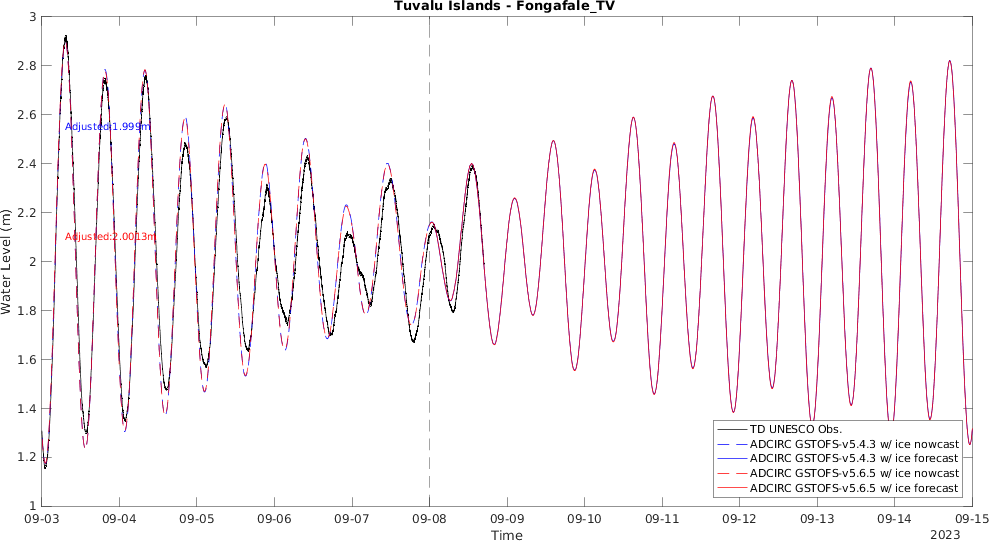 Tuvalu Islands - Fongafale_TV
3
2.8
2.6
2.4
2.2
2
1.8
1.6
1.4
1.2
1
Water Level (m)
Adjusted:1.999m
Adjusted:2.0013m
TD UNESCO Obs.
ADCIRC GSTOFS-v5.4.3 w/ ice nowcast
ADCIRC GSTOFS-v5.4.3 w/ ice forecast
ADCIRC GSTOFS-v5.6.5 w/ ice nowcast
ADCIRC GSTOFS-v5.6.5 w/ ice forecast
09-03 09-04 09-05 09-06 09-07 09-08 09-09 09-10 09-11 09-12 09-13 09-14 09-15
Time
2023